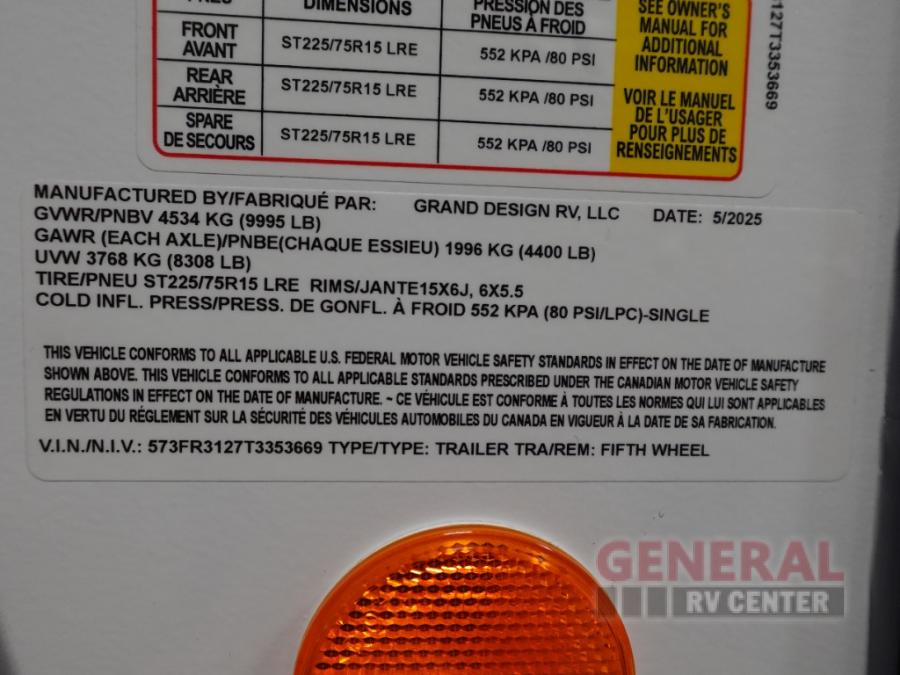 DIMENSIONS
PRESSION DES
PNEUS À FROID
FRONT
AVANT
ST225/75R15 LRE
552 KPA /80 PSI
REAR
ARRIÈRE
ST225/75R15 LRE
552 KPA /80 PSI
SPARE
DE SECOURS
ST225/75R15 LRE
552 KPA /80 PSI
SEE OWNER'S
MANUAL FOR
ADDITIONAL
INFORMATION
VOIR LE MANUEL
DE L'USAGER
POUR PLUS DE
RENSEIGNEMENTS
127T3353669
MANUFACTURED BY/FABRIQUÉ PAR: GRAND DESIGN RV, LLC DATE: 5/2025
GVWR/PNBV 4534 KG (9995 LB)
GAWR (EACH AXLE)/PNBE(CHAQUE ESSIEU) 1996 KG (4400 LB)
UVW 3768 KG (8308 LB)
TIRE/PNEU ST225/75R15 LRE RIMS/JANTE15X6J, 6X5.5
COLD INFL. PRESS/PRESS. DE GONFL. À FROID 552 KPA (80 PSI/LPC)-SINGLE
THIS VEHICLE CONFORMS TO ALL APPLICABLE U.S. FEDERAL MOTOR VEHICLE SAFETY STANDARDS IN EFFECT ON THE DATE OF MANUFACTURE
SHOWN ABOVE. THIS VEHICLE CONFORMS TO ALL APPLICABLE STANDARDS PRESCRIBED UNDER THE CANADIAN MOTOR VEHICLE SAFETY
REGULATIONS IN EFFECT ON THE DATE OF MANUFACTURE. ~ CE VÉHICULE EST CONFORME À TOUTES LES NORMES QUI LUI SONT APPLICABLES
EN VERTU DU RÉGLEMENT SUR LA SÉCURITÉ DES VÉHICULES AUTOMOBILES DU CANADA EN VIGUEUR À LA DATE DE SA FABRICATION.
V.I.N./N.I.V.: 573FR3127T3353669 TYPE/TYPE: TRAILER TRA/REM: FIFTH WHEEL
GENERAL
RV CENTER